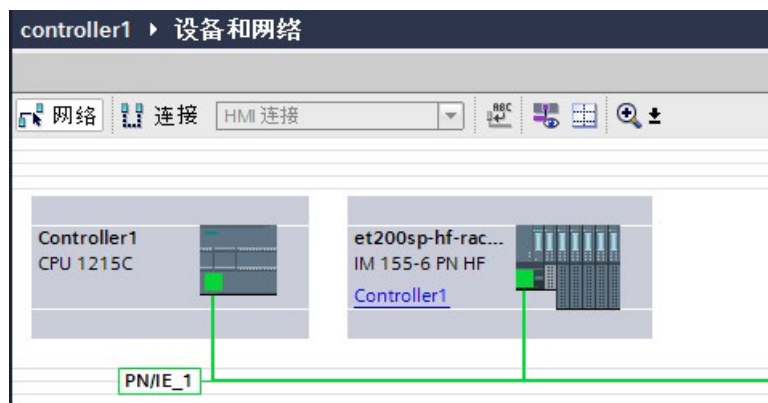 controller1 ▸ 设备和网络
网络 连接 HMI 连接
Controller1
CPU 1215C
et200sp-hf-rac...
IM 155-6 PN HF
Controller1
PN/IE_1